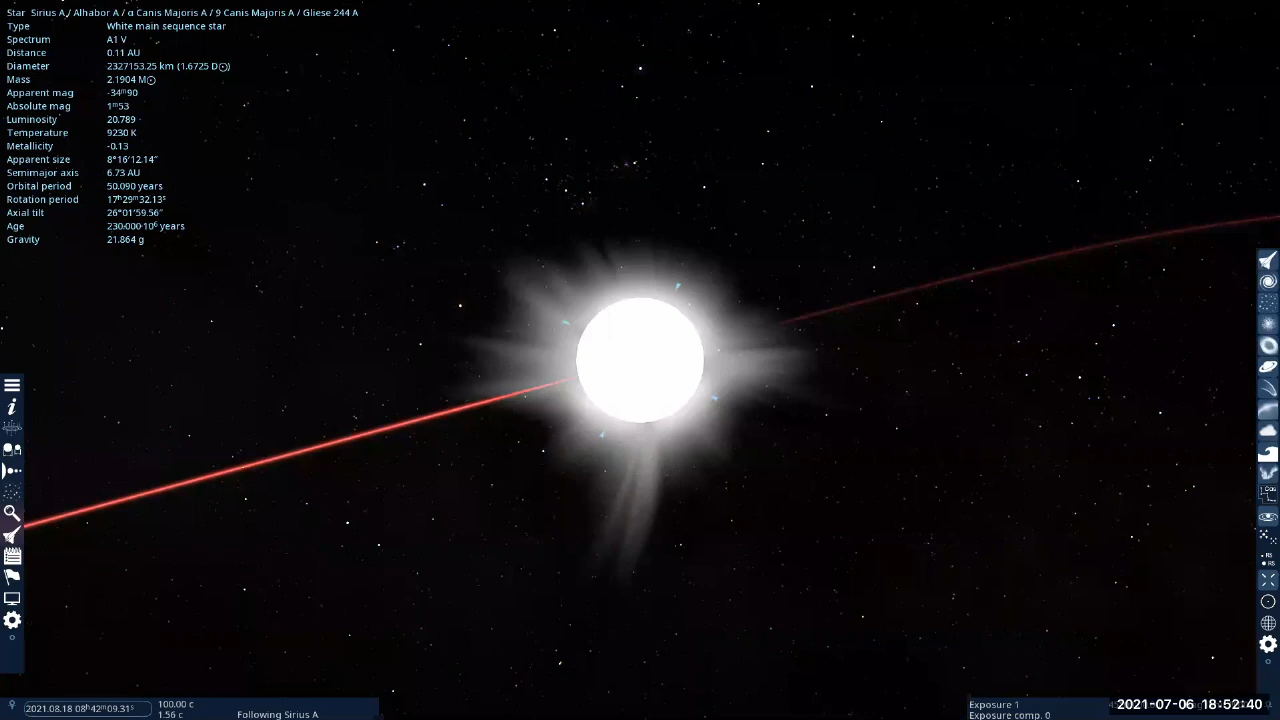 Star Sirius A / Alhabor A / α Canis Majoris A / 9 Canis Majoris A / Gliese 244 A
Type White main sequence star
Spectrum A1 V
Distance 0.11 AU
Diameter 2327153.25 km (1.6725 D☉)
Mass 2.1904 M☉
Apparent mag -34ᵐ90
Absolute mag 1ᵐ53
Luminosity 20.789
Temperature 9230 K
Metallicity -0.13
Apparent size 8°16′12.14″
Semimajor axis 6.73 AU
Orbital period 50.090 years
Rotation period 17ʰ29ᵐ32.13ˢ
Axial tilt 26°01′59.56″
Age 230.000·10⁶ years
Gravity 21.864 g
Gas
RS
RS
2021.08.18 08ʰ42ᵐ09.31ˢ
100.00 c
1.56 c
Following Sirius A
Exposure 1
Exposure comp. 0
2021-07-06 18:52:40